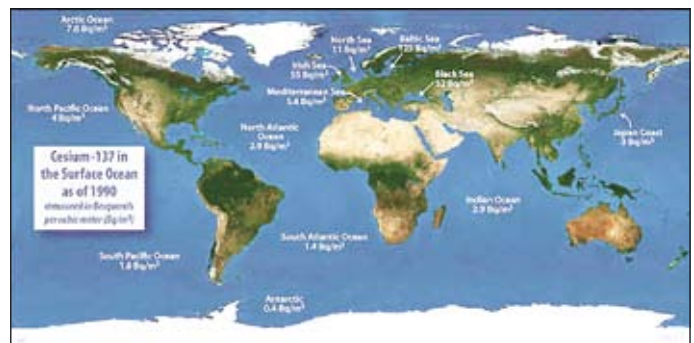 Arctic Ocean
7.0 Bq/m³
North Sea
11 Bq/m³
Baltic Sea
125 Bq/m³
Irish Sea
55 Bq/m³
Black Sea
52 Bq/m³
Mediterranean Sea
5.4 Bq/m³
North Pacific Ocean
4 Bq/m³
North Atlantic
Ocean
2.9 Bq/m³
Japan Coast
3 Bq/m³
Cesium-137 in
the Surface Ocean
as of 1990
measured in Becquerels
per cubic meter (Bq/m³)
Indian Ocean
2.9 Bq/m³
South Atlantic Ocean
1.4 Bq/m³
South Pacific Ocean
1.8 Bq/m³
Antarctic
0.4 Bq/m³